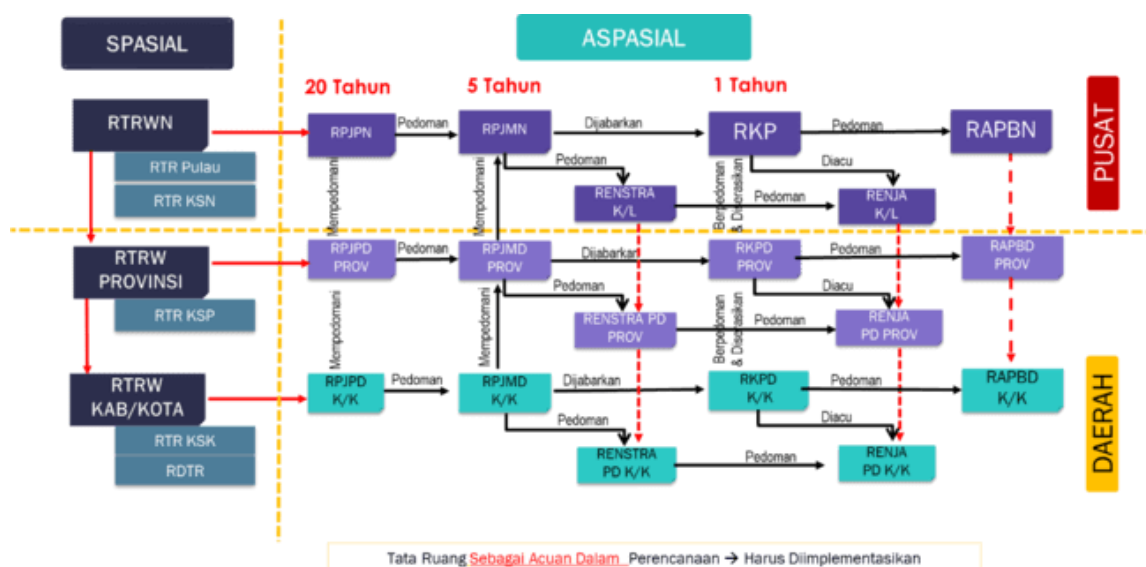 SPASIAL
ASPASIAL
20 Tahun
5 Tahun
1 Tahun
PUSAT
RTRWN
RPJPN
Pedoman
RPJMN
Dijabarkan
RKP
Pedoman
RAPBN
RTR Pulau
RTR KSN
Pedoman
RENSTRA
K/L
Pedoman
Diacu
RENJA
K/L
Mempedomani
Mempedomani
Berpedoman
& Diserasikan
RTRW
PROVINSI
RPJPD
PROV
Pedoman
RPJMD
PROV
Dijabarkan
RKPD
PROV
Pedoman
RAPBD
PROV
RTR KSP
Pedoman
RENSTRA PD
PROV
Pedoman
Diacu
RENJA
PD PROV
Mempedomani
Mempedomani
Berpedoman
& Diserasikan
DAERAH
RTRW
KAB/KOTA
RPJPD
K/K
Pedoman
RPJMD
K/K
Dijabarkan
RKPD
K/K
Pedoman
RAPBD
K/K
RTR KSK
RDTR
Pedoman
RENSTRA
PD K/K
Pedoman
Diacu
RENJA
PD K/K
Tata Ruang Sebagai Acuan Dalam Perencanaan → Harus Diimplementasikan